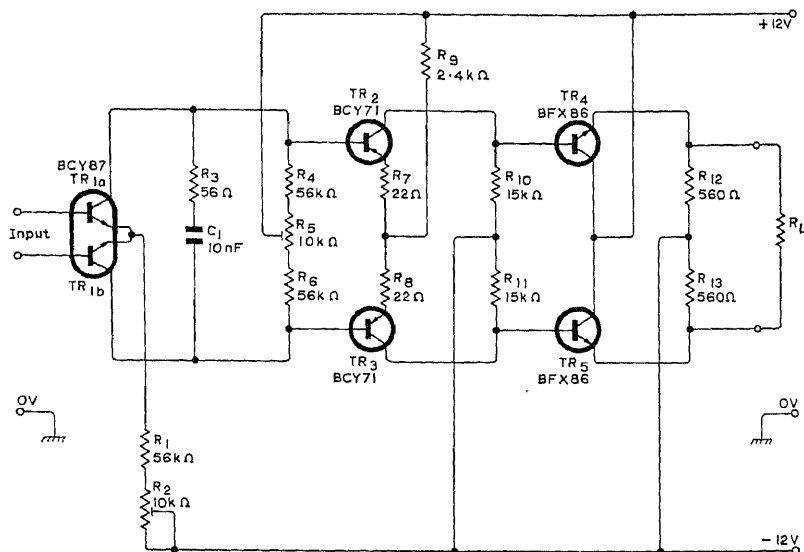 +12V
R9
2·4kΩ
TR2
BCY71
TR4
BFX86
BCY87
TR1a
R3
56Ω
R4
56kΩ
R7
22Ω
R10
15kΩ
R12
560Ω
Input
C1
10nF
R5
10kΩ
RL
TR1b
R6
56kΩ
R8
22Ω
R11
15kΩ
R13
560Ω
TR3
BCY71
TR5
BFX86
0V
0V
R1
56kΩ
R2
10kΩ
-12V